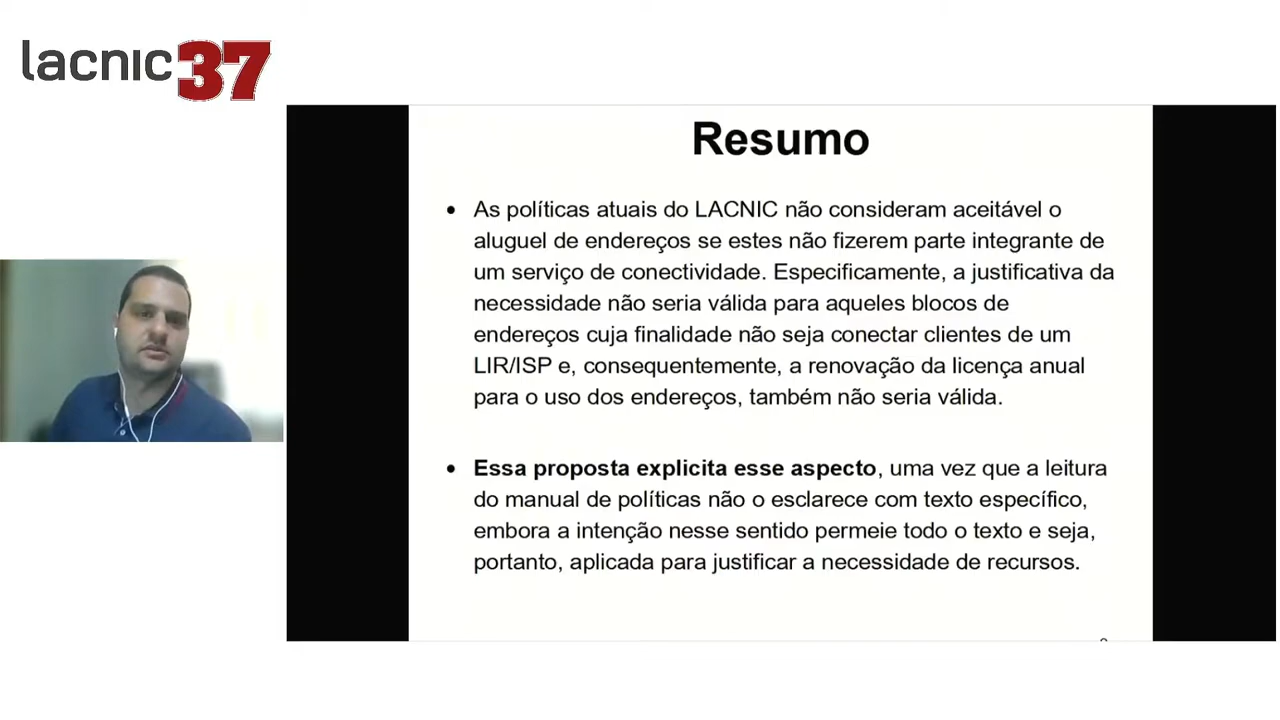 lacnic37
Resumo
As políticas atuais do LACNIC não consideram aceitável o
aluguel de endereços se estes não fizerem parte integrante de
um serviço de conectividade. Especificamente, a justificativa da
necessidade não seria válida para aqueles blocos de
endereços cuja finalidade não seja conectar clientes de um
LIR/ISP e, consequentemente, a renovação da licença anual
para o uso dos endereços, também não seria válida.
Essa proposta explicita esse aspecto, uma vez que a leitura
do manual de políticas não o esclarece com texto específico,
embora a intenção nesse sentido permeie todo o texto e seja,
portanto, aplicada para justificar a necessidade de recursos.